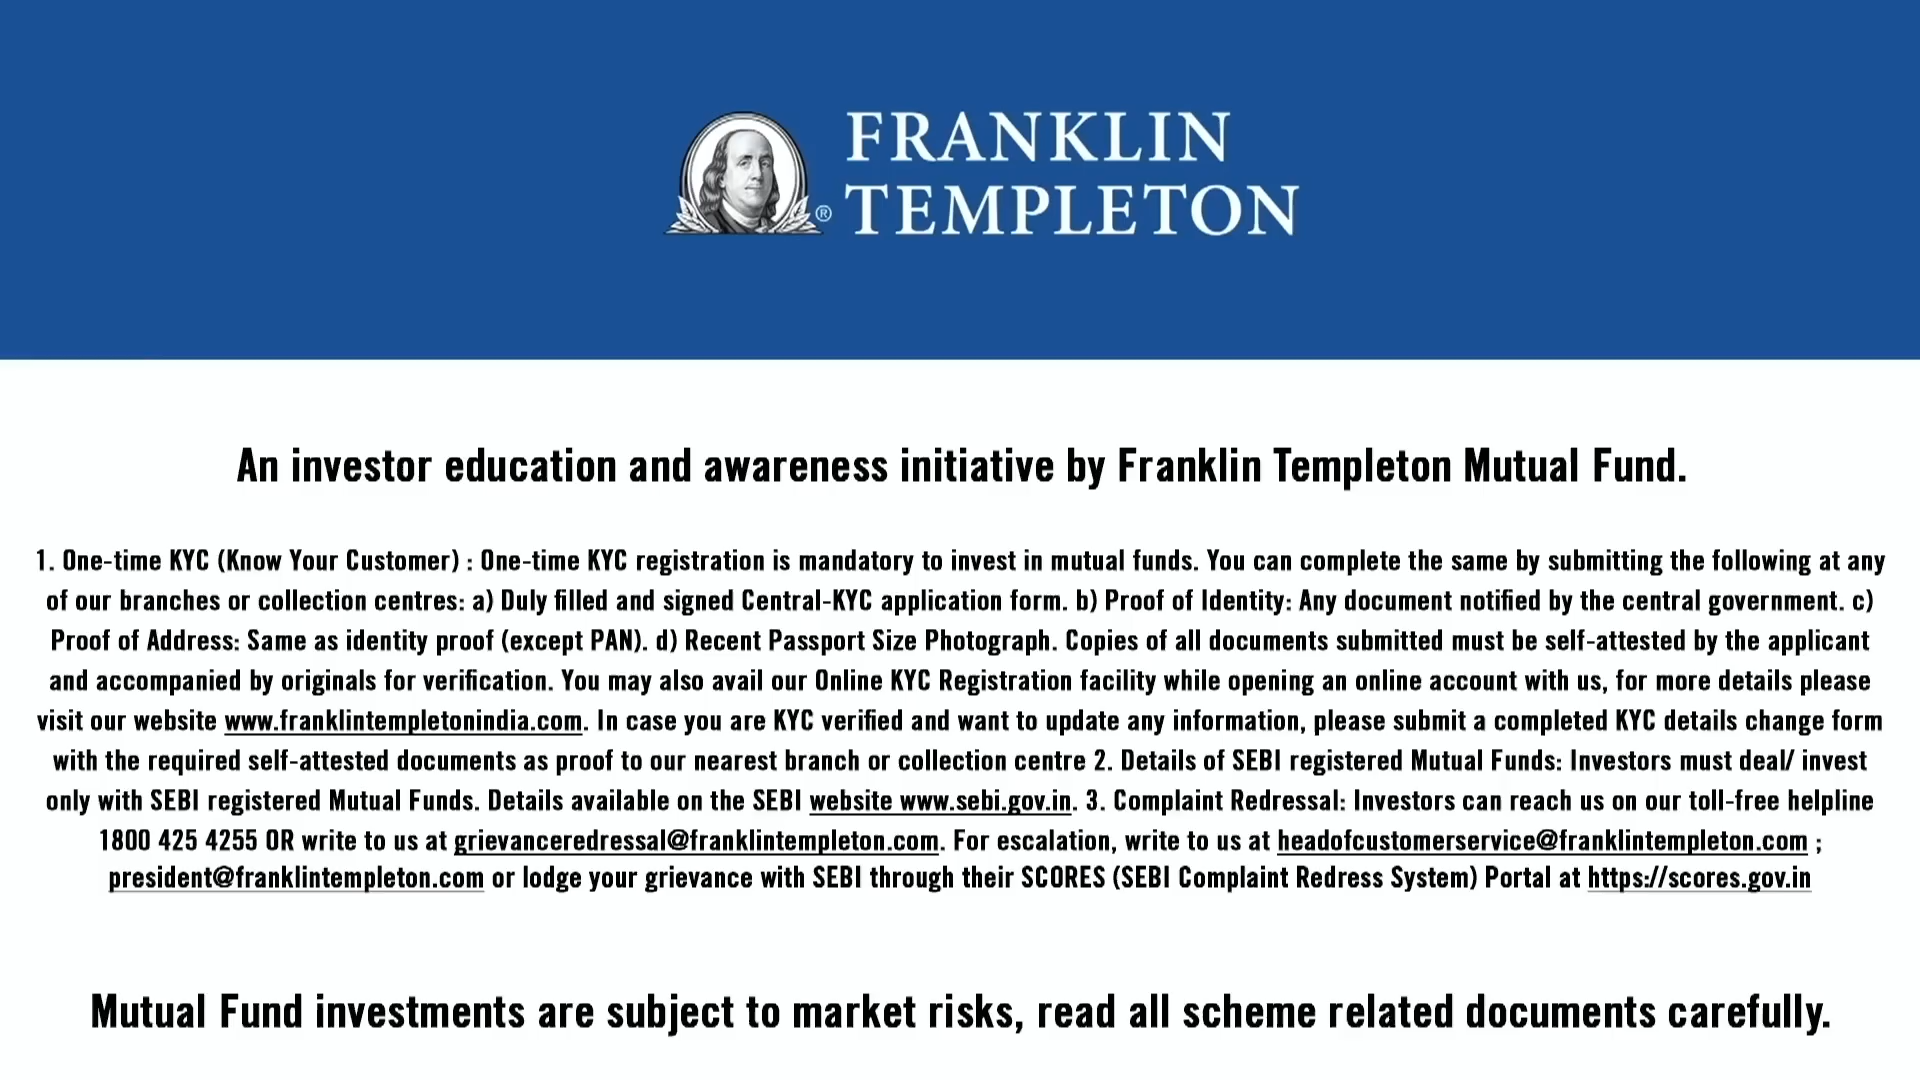 FRANKLIN
TEMPLETON
®
An investor education and awareness initiative by Franklin Templeton Mutual Fund.
1. One-time KYC (Know Your Customer) : One-time KYC registration is mandatory to invest in mutual funds. You can complete the same by submitting the following at any
of our branches or collection centres: a) Duly filled and signed Central-KYC application form. b) Proof of Identity: Any document notified by the central government. c)
Proof of Address: Same as identity proof (except PAN). d) Recent Passport Size Photograph. Copies of all documents submitted must be self-attested by the applicant
and accompanied by originals for verification. You may also avail our Online KYC Registration facility while opening an online account with us, for more details please
visit our website www.franklintempletonindia.com. In case you are KYC verified and want to update any information, please submit a completed KYC details change form
with the required self-attested documents as proof to our nearest branch or collection centre 2. Details of SEBI registered Mutual Funds: Investors must deal/ invest
only with SEBI registered Mutual Funds. Details available on the SEBI website www.sebi.gov.in. 3. Complaint Redressal: Investors can reach us on our toll-free helpline
1800 425 4255 OR write to us at grievanceredressal@franklintempleton.com. For escalation, write to us at headofcustomerservice@franklintempleton.com ;
president@franklintempleton.com or lodge your grievance with SEBI through their SCORES (SEBI Complaint Redress System) Portal at https://scores.gov.in
Mutual Fund investments are subject to market risks, read all scheme related documents carefully.